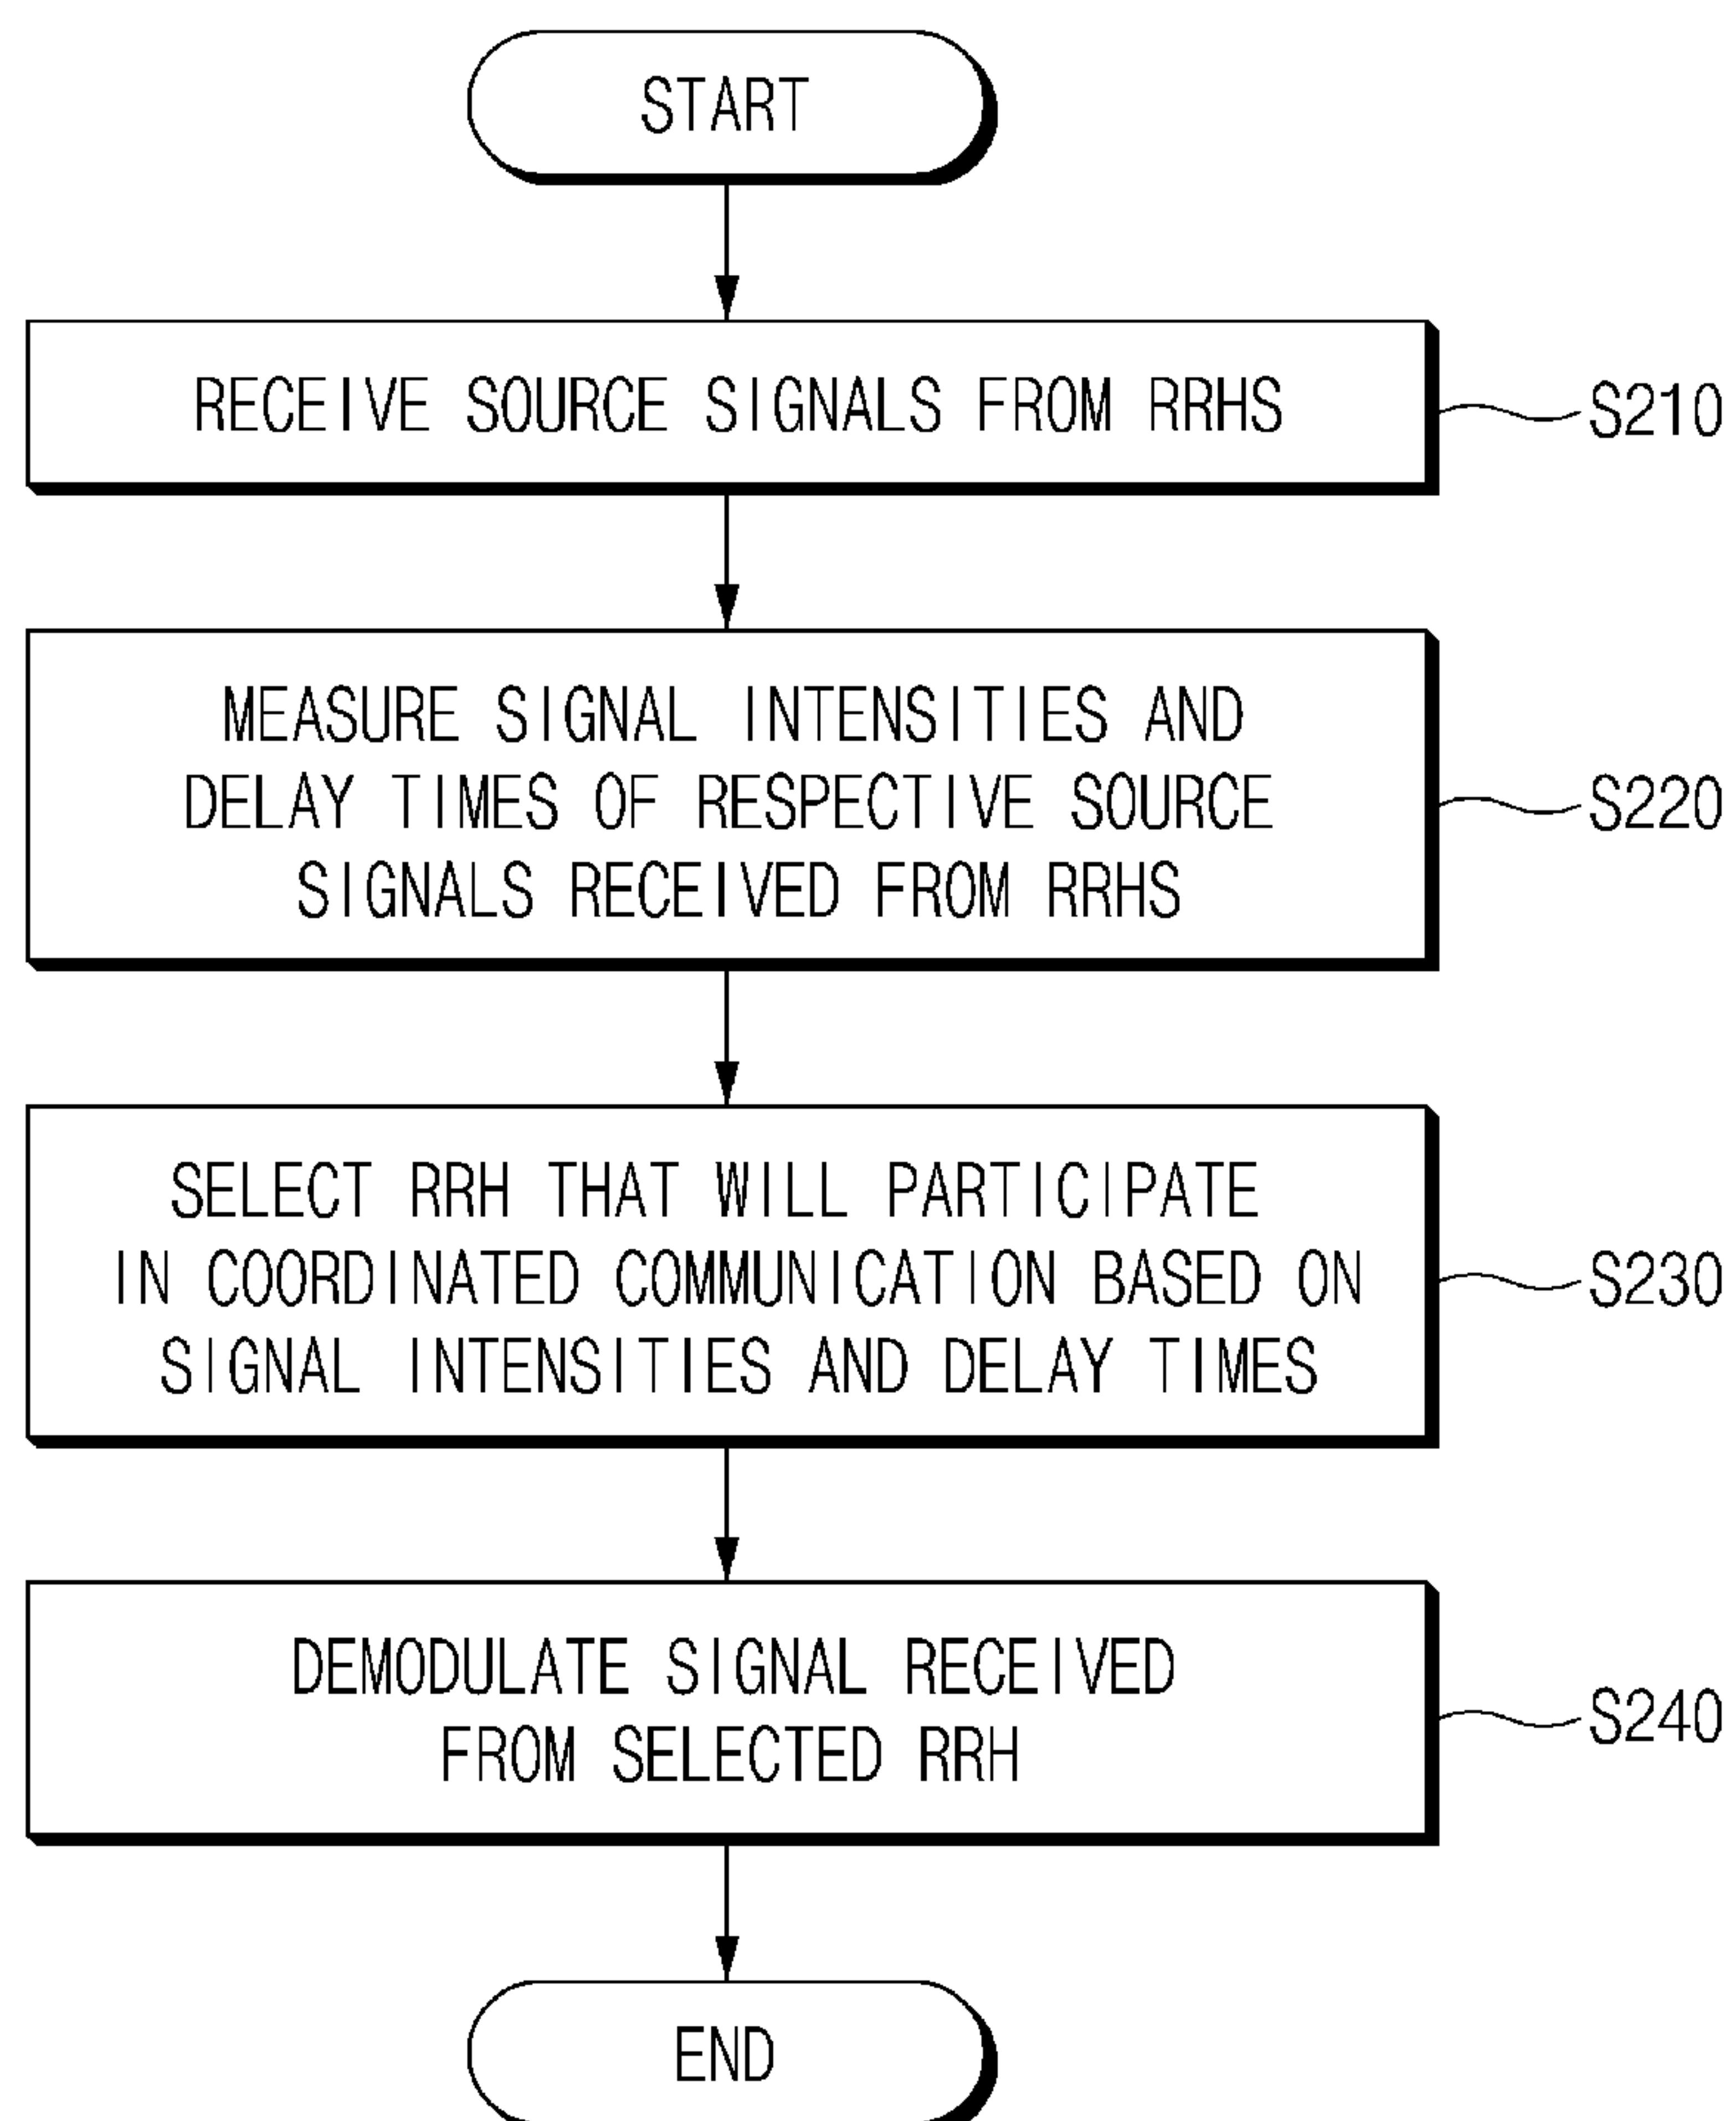 START
RECEIVE SOURCE SIGNALS FROM RRHS
S210
MEASURE SIGNAL INTENSITIES AND
DELAY TIMES OF RESPECTIVE SOURCE
SIGNALS RECEIVED FROM RRHS
S220
SELECT RRH THAT WILL PARTICIPATE
IN COORDINATED COMMUNICATION BASED ON
SIGNAL INTENSITIES AND DELAY TIMES
S230
DEMODULATE SIGNAL RECEIVED
FROM SELECTED RRH
S240
END